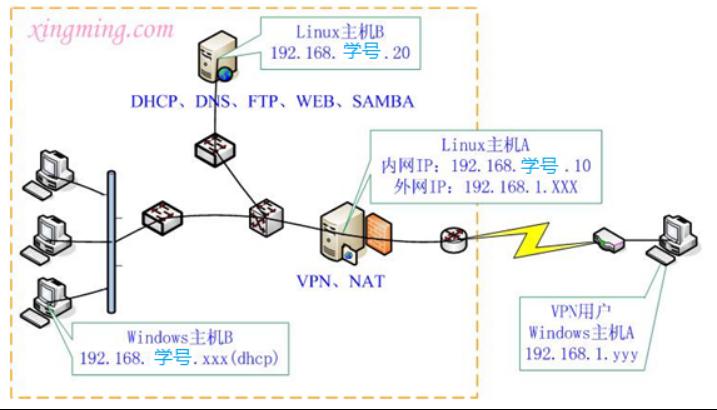 xingming.com
Linux主机B
192.168. 学号 .20
DHCP、DNS、FTP、WEB、SAMBA
Linux主机A
内网IP: 192.168. 学号 .10
外网IP: 192.168.1.XXX
VPN、NAT
VPN用户
Windows主机A
192.168.1.yyy
Windows主机B
192.168. 学号 .xxx(dhcp)